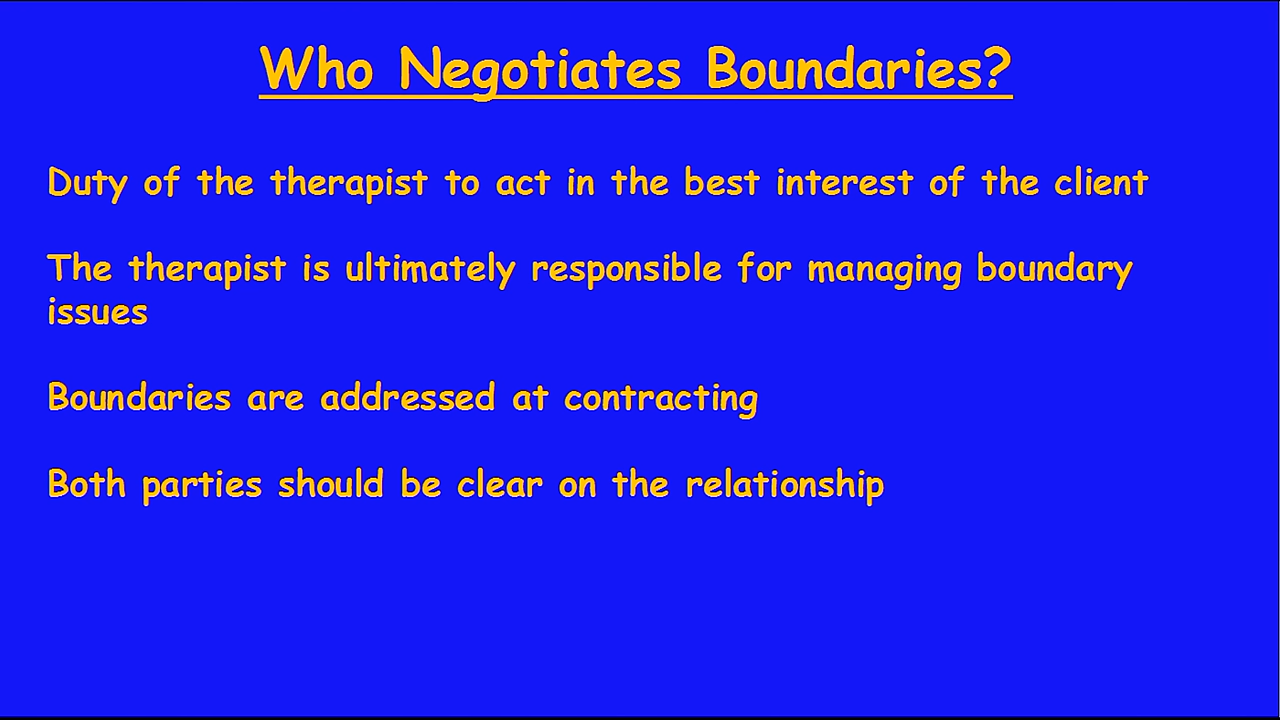 Who Negotiates Boundaries?
Duty of the therapist to act in the best interest of the client
The therapist is ultimately responsible for managing boundary
issues
Boundaries are addressed at contracting
Both parties should be clear on the relationship